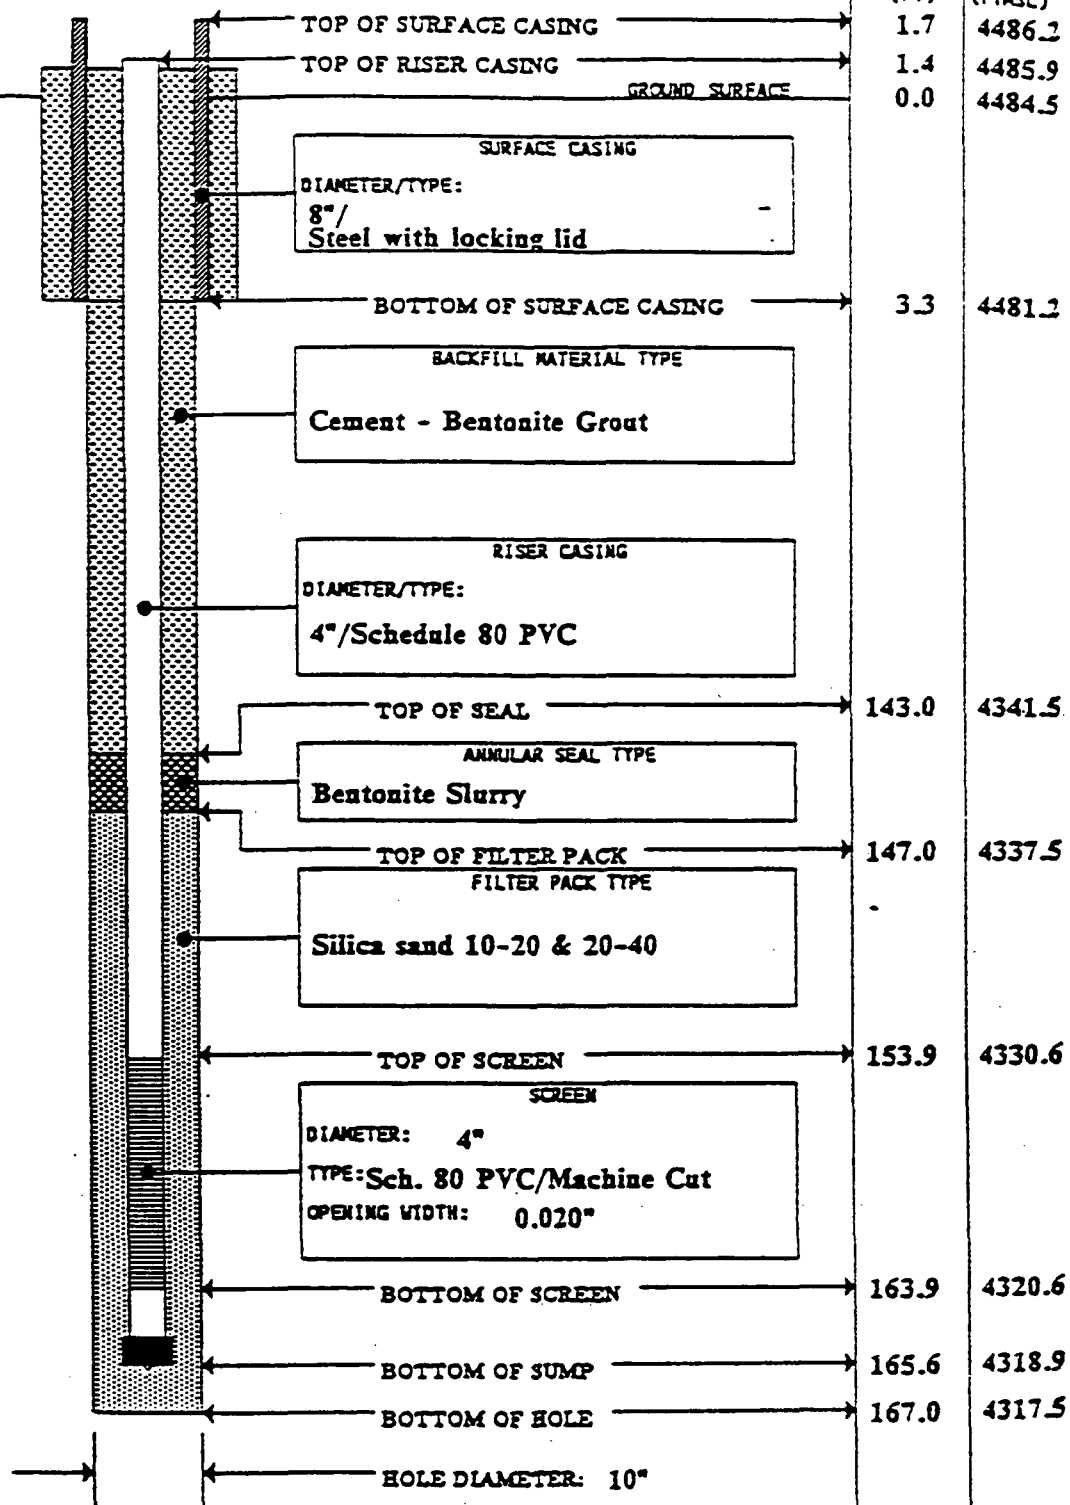 TOP OF SURFACE CASING 1.7 4486.2
TOP OF RISER CASING 1.4 4485.9
GROUND SURFACE 0.0 4484.5
SURFACE CASING
DIAMETER/TYPE:
8"/
Steel with locking lid
BOTTOM OF SURFACE CASING 3.3 4481.2
BACKFILL MATERIAL TYPE
Cement - Bentonite Grout
RISER CASING
DIAMETER/TYPE:
4"/Schedule 80 PVC
TOP OF SEAL 143.0 4341.5
ANNULAR SEAL TYPE
Bentonite Slurry
TOP OF FILTER PACK 147.0 4337.5
FILTER PACK TYPE
Silica sand 10-20 & 20-40
TOP OF SCREEN 153.9 4330.6
SCREEN
DIAMETER: 4"
TYPE: Sch. 80 PVC/Machine Cut
OPENING WIDTH: 0.020"
BOTTOM OF SCREEN 163.9 4320.6
BOTTOM OF SUMP 165.6 4318.9
BOTTOM OF HOLE 167.0 4317.5
HOLE DIAMETER: 10"